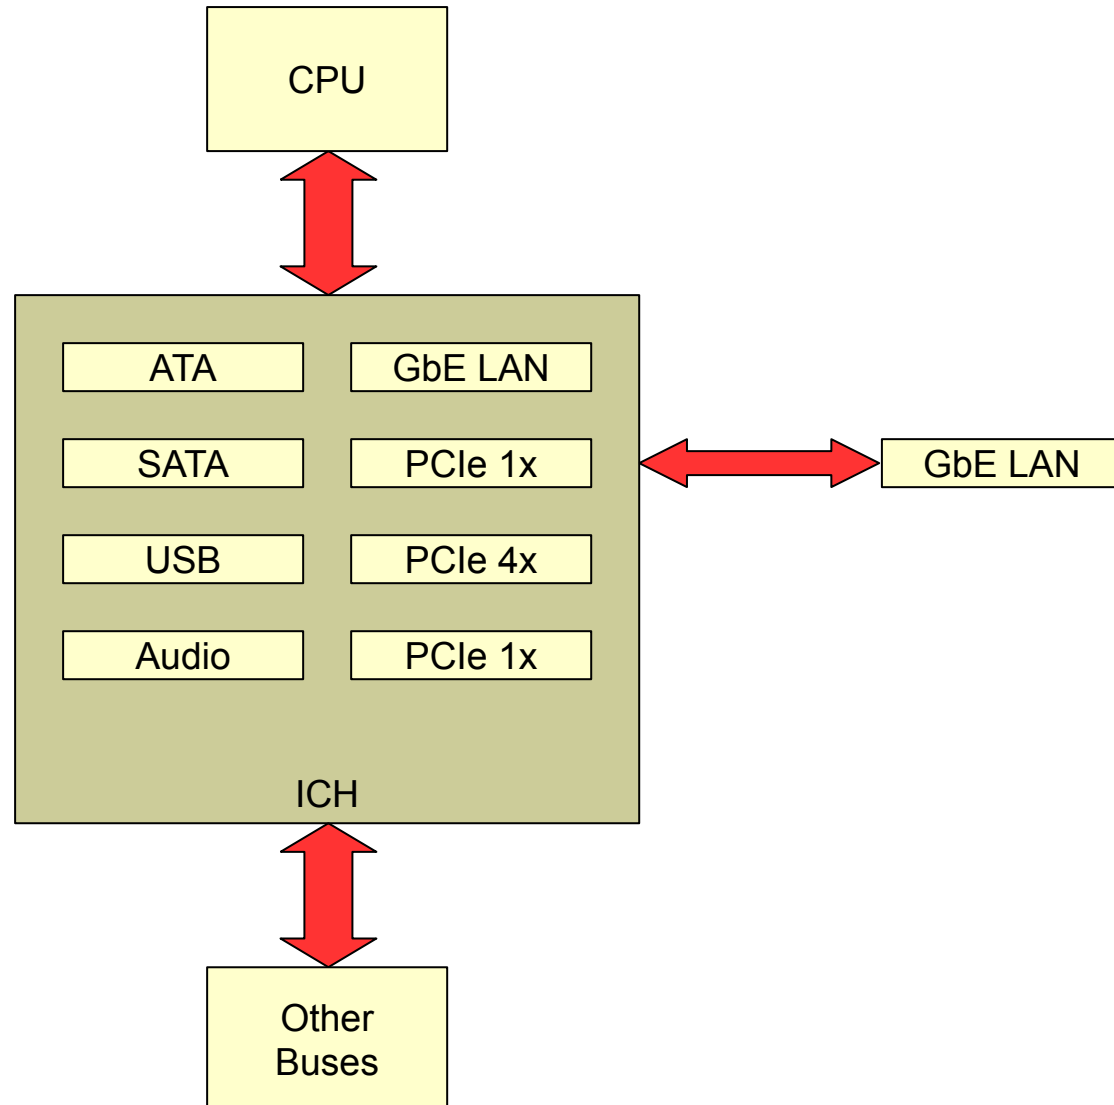 CPU
ATA
GbE LAN
SATA
PCIe 1x
GbE LAN
USB
PCIe 4x
Audio
PCIe 1x
ICH
Other
Buses